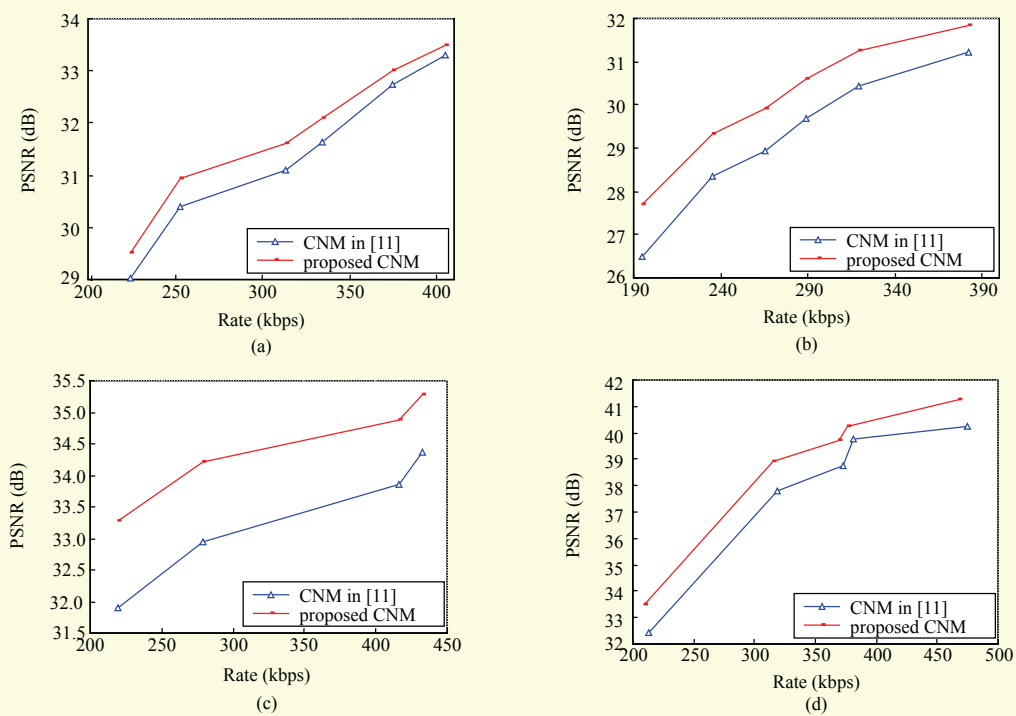 34
33
32
31
30
29
PSNR (dB)
CNM in [11]
proposed CNM
200 250 300 350 400
Rate (kbps)
(a)
32
31
30
29
28
27
26
PSNR (dB)
CNM in [11]
proposed CNM
190 240 290 340 390
Rate (kbps)
(b)
35.5
35.0
34.5
34.0
33.5
33.0
32.5
32.0
31.5
PSNR (dB)
CNM in [11]
proposed CNM
200 250 300 350 400 450
Rate (kbps)
(c)
42
41
40
39
38
37
36
35
34
33
32
PSNR (dB)
CNM in [11]
proposed CNM
200 250 300 350 400 450 500
Rate (kbps)
(d)